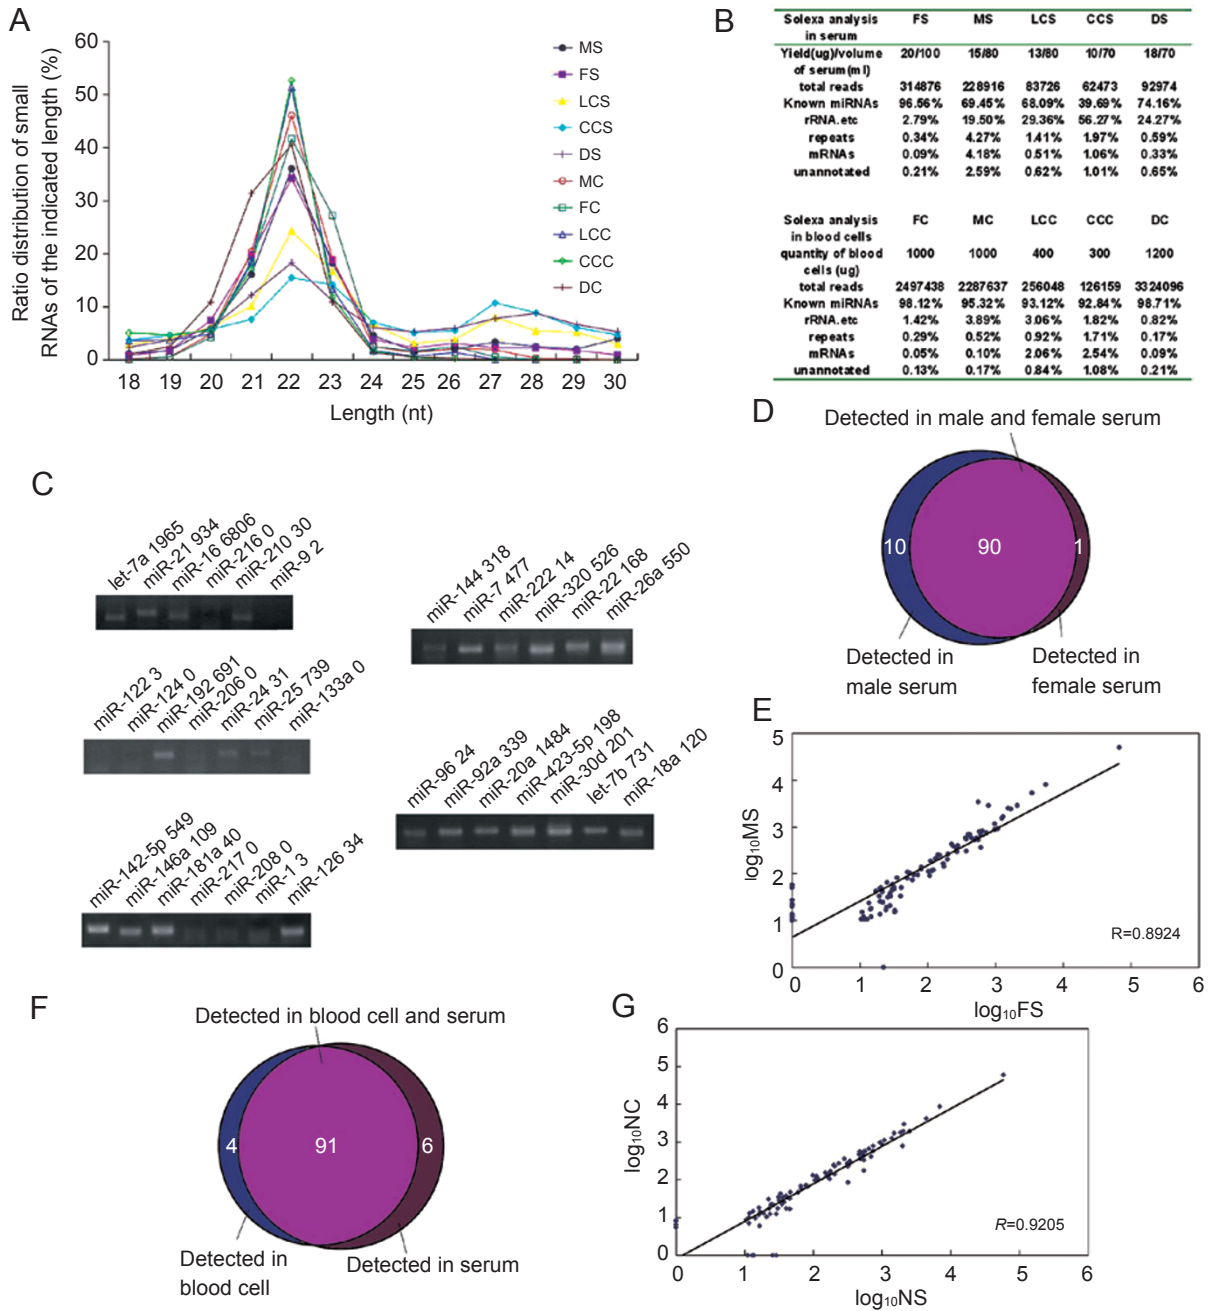 A
Ratio distribution of small
RNAs of the indicated length (%)
60
50
40
30
20
10
0
18 19 20 21 22 23 24 25 26 27 28 29 30
Length (nt)
MS
FS
LCS
CCS
DS
MC
FC
LCC
CCC
DC
B
Solexa analysis in serum FS MS LCS CCS DS
Yield(ug)/volume of serum(ml) 20/100 15/80 13/80 10/70 18/70
total reads 314876 228916 83726 62473 92974
Known miRNAs 96.56% 69.45% 68.09% 39.69% 74.16%
rRNA.etc 2.79% 19.50% 29.36% 56.27% 24.27%
repeats 0.34% 4.27% 1.41% 1.97% 0.59%
mRNAs 0.09% 4.18% 0.51% 1.06% 0.33%
unannotated 0.21% 2.59% 0.62% 1.01% 0.65%
Solexa analysis in blood cells FC MC LCC CCC DC
quantity of blood cells (ug) 1000 1000 400 300 1200
total reads 2497438 2287637 256048 126159 3324096
Known miRNAs 98.12% 95.32% 93.12% 92.84% 98.71%
rRNA.etc 1.42% 3.89% 3.06% 1.82% 0.82%
repeats 0.29% 0.52% 0.92% 1.71% 0.17%
mRNAs 0.05% 0.10% 2.06% 2.54% 0.09%
unannotated 0.13% 0.17% 0.84% 1.08% 0.21%
C
let-7a 1965
miR-21 934
miR-16 6806
miR-216 0
miR-210 30
miR-9 2
miR-122 3
miR-124 0
miR-192 691
miR-206 0
miR-24 31
miR-25 739
miR-133a 0
miR-142-5p 549
miR-146a 109
miR-181a 40
miR-217 0
miR-208 0
miR-1 3
miR-126 34
miR-144 318
miR-7 477
miR-222 14
miR-320 526
miR-22 168
miR-26a 550
miR-96 24
miR-92a 339
miR-20a 1484
miR-423-5p 198
miR-30d 201
let-7b 731
miR-18a 120
D
Detected in male and female serum
10
90
1
Detected in
male serum
Detected in
female serum
E
log10MS
5
4
3
2
1
0
R=0.8924
0 1 2 3 4 5 6
log10FS
F
Detected in blood cell and serum
4
91
6
Detected in
blood cell
Detected in serum
G
log10NC
6
5
4
3
2
1
0
R=0.9205
0 1 2 3 4 5 6
log10NS